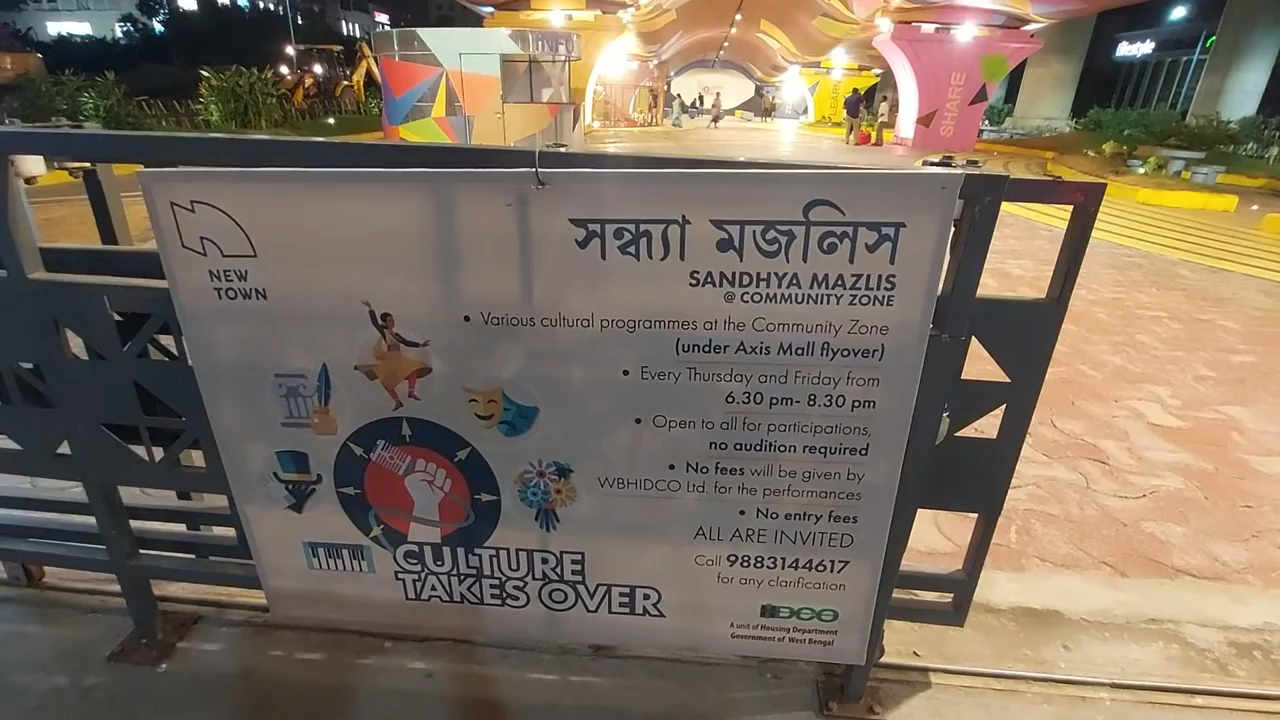 INFO
LEARN
SHARE
lifestyle
NEW
TOWN
সন্ধ্যা মজলিস
SANDHYA MAZLIS
@ COMMUNITY ZONE
• Various cultural programmes at the Community Zone
(under Axis Mall flyover)
• Every Thursday and Friday from
6.30 pm- 8.30 pm
• Open to all for participations,
no audition required
• No fees will be given by
WBHIDCO Ltd. for the performances
• No entry fees
ALL ARE INVITED
Call 9883144617
for any clarification
CULTURE
TAKES OVER
HIDCO
A unit of Housing Department
Government of West Bengal